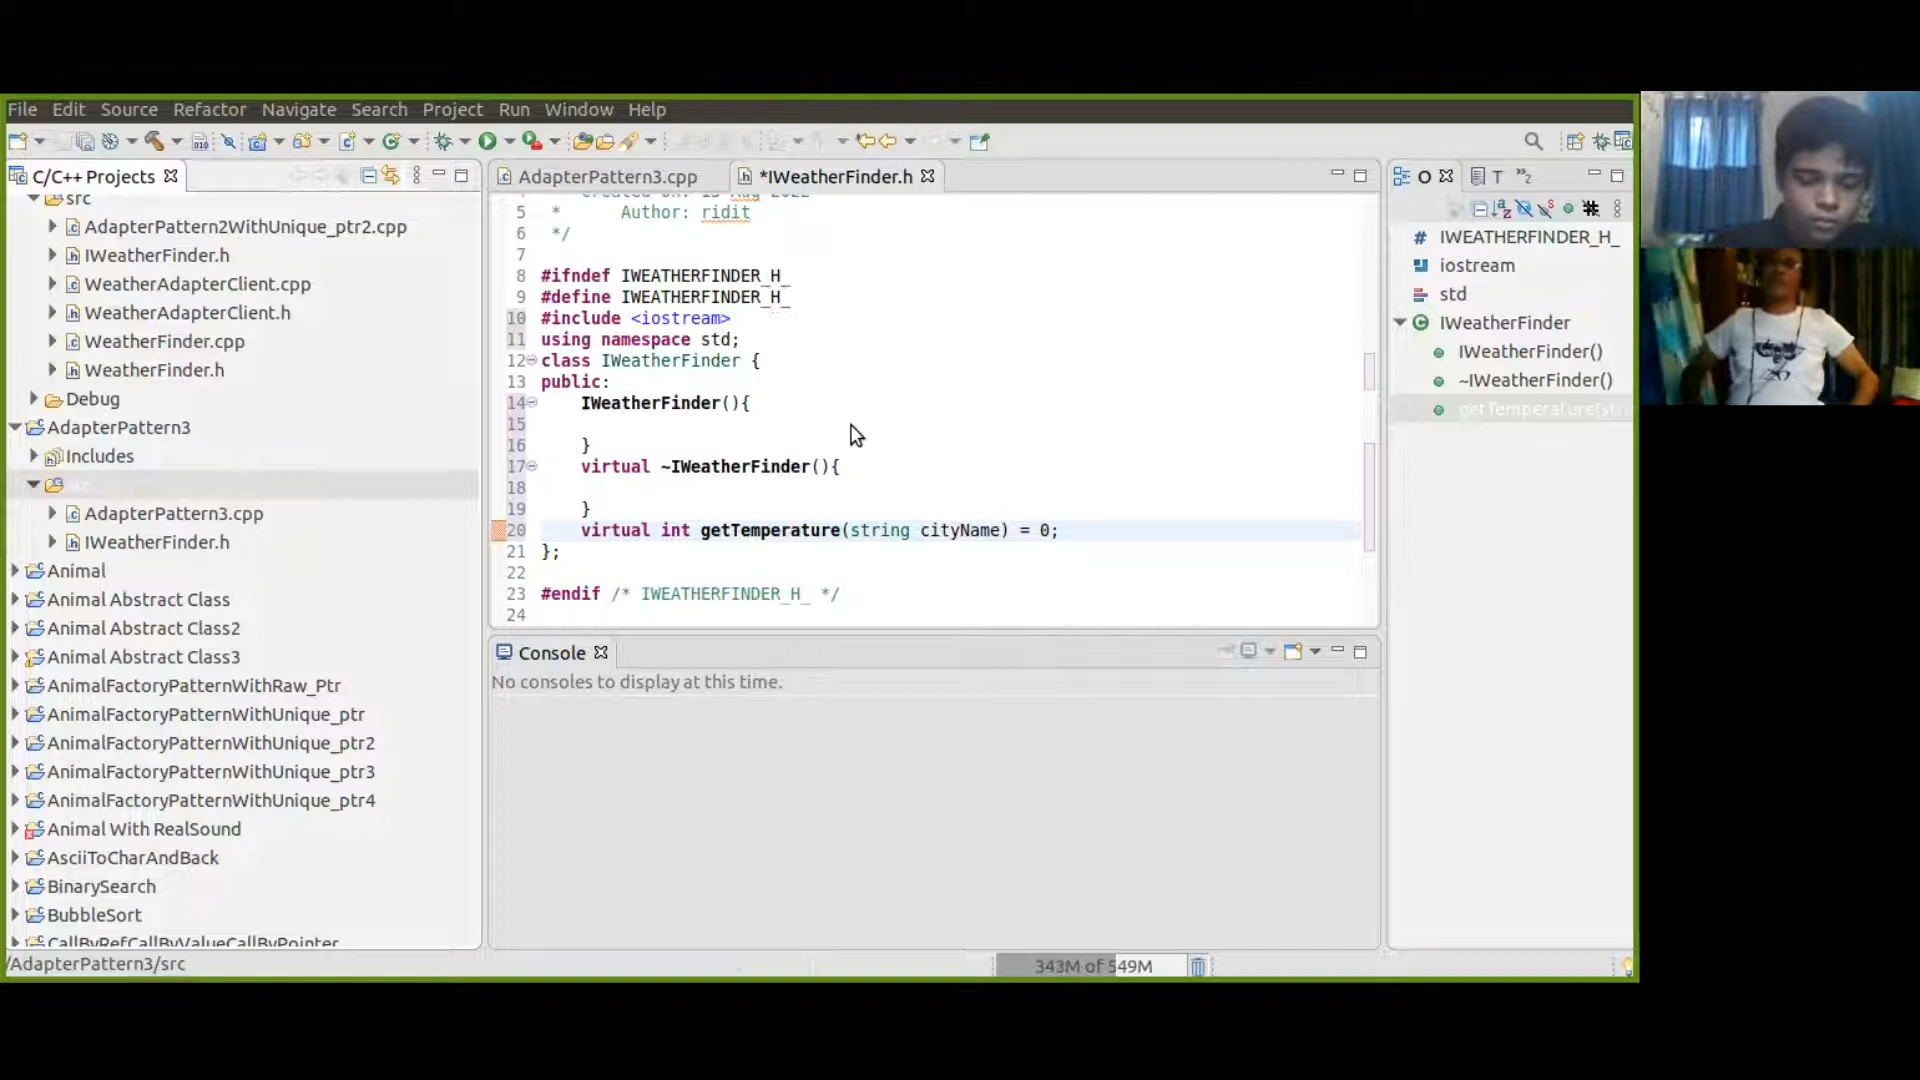 File Edit Source Refactor Navigate Search Project Run Window Help
C/C++ Projects
src
AdapterPattern2WithUnique_ptr2.cpp
IWeatherFinder.h
WeatherAdapterClient.cpp
WeatherAdapterClient.h
WeatherFinder.cpp
WeatherFinder.h
Debug
AdapterPattern3
Includes
AdapterPattern3.cpp
IWeatherFinder.h
Animal
Animal Abstract Class
Animal Abstract Class2
Animal Abstract Class3
AnimalFactoryPatternWithRaw_Ptr
AnimalFactoryPatternWithUnique_ptr
AnimalFactoryPatternWithUnique_ptr2
AnimalFactoryPatternWithUnique_ptr3
AnimalFactoryPatternWithUnique_ptr4
Animal With RealSound
AsciiToCharAndBack
BinarySearch
BubbleSort
CallByRefCallByValueCallByPointer
/AdapterPattern3/src
AdapterPattern3.cpp *IWeatherFinder.h
5 * Author: ridit
6 */
7
8 #ifndef IWEATHERFINDER_H_
9 #define IWEATHERFINDER_H_
10 #include <iostream>
11 using namespace std;
12 class IWeatherFinder {
13 public:
14 IWeatherFinder(){
15
16 }
17 virtual ~IWeatherFinder(){
18
19 }
20 virtual int getTemperature(string cityName) = 0;
21 };
22
23 #endif /* IWEATHERFINDER_H_ */
24
Console
No consoles to display at this time.
343M of 549M
O T 2
IWEATHERFINDER_H_
iostream
std
IWeatherFinder
IWeatherFinder()
~IWeatherFinder()